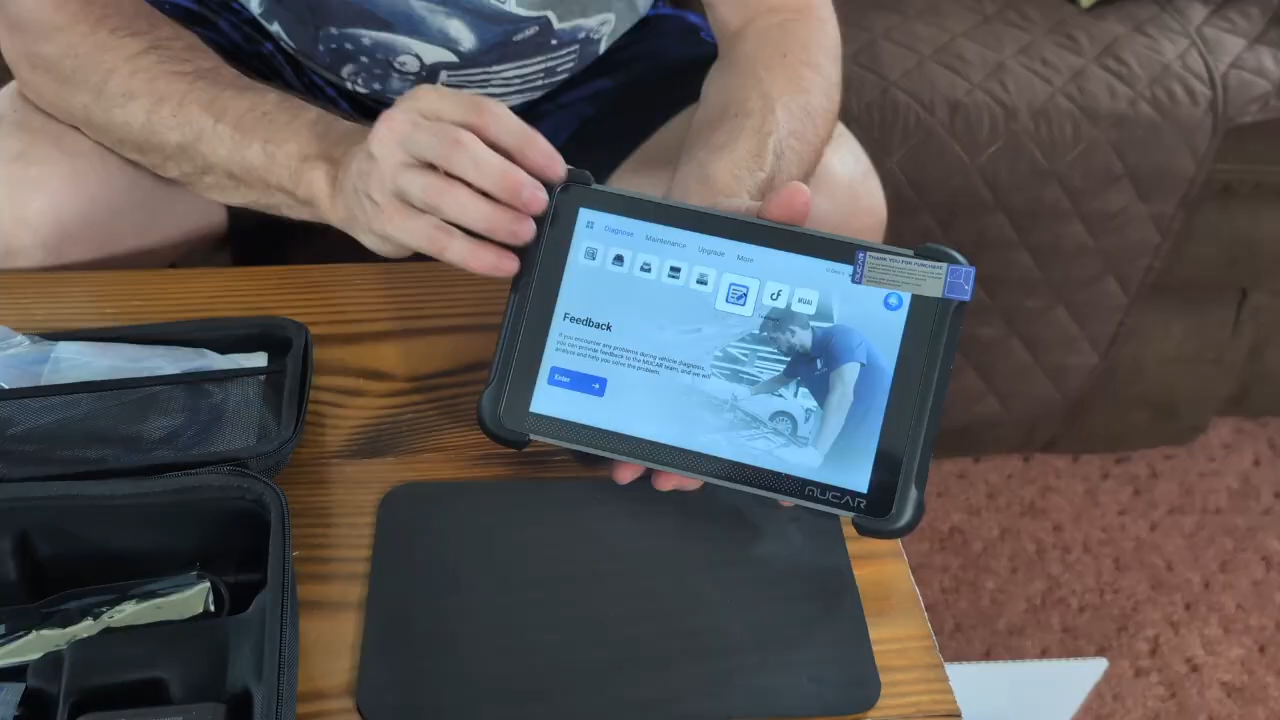 Diagnose
Maintenance
Upgrade
More
THANK YOU FOR PURCHASE
MUCAR
MUAI
Feedback
If you encounter any problems during vehicle diagnosis,
you can provide feedback to the MUCAR team, and we will
analyze and help you solve the problem.
Enter
MUCAR